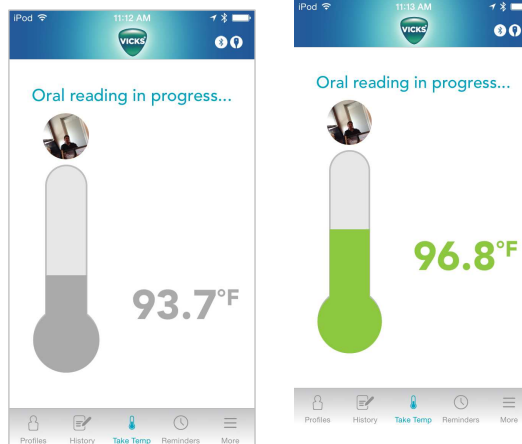 iPod 11:12 AM
VICKS
Oral reading in progress...
93.7°F
Profiles History Take Temp Reminders More
iPod 11:13 AM
VICKS
Oral reading in progress...
96.8°F
Profiles History Take Temp Reminders More